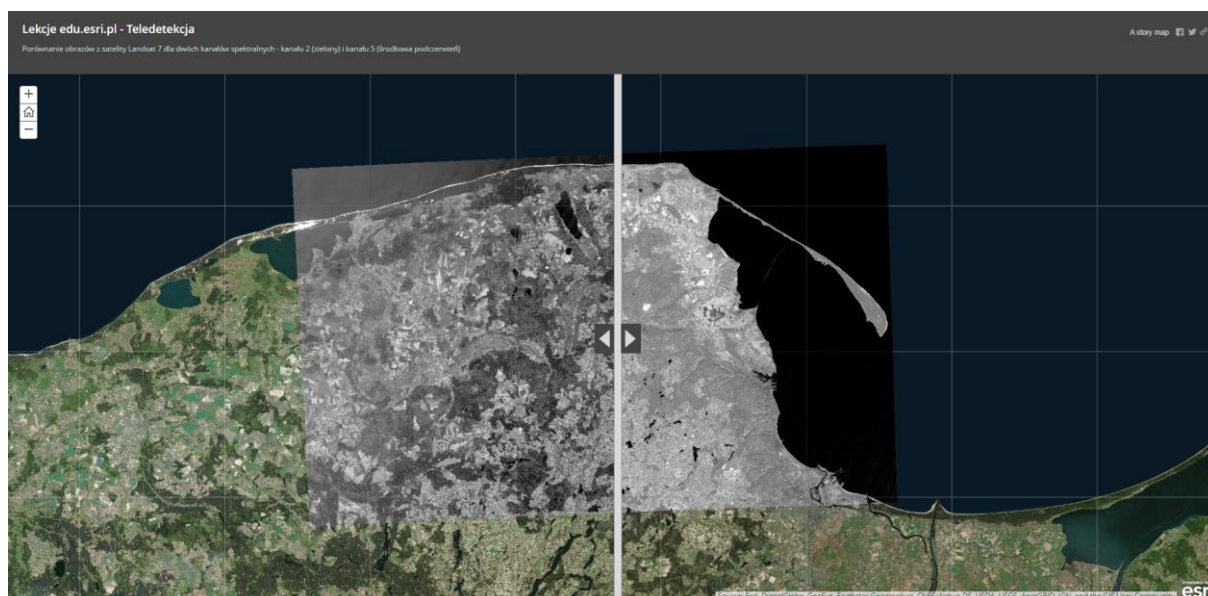 Lekcje edu.esri.pl - Teledetekcja
A story map
Porównanie obrazów z satelity Landsat 7 dla dwóch kanałów spektralnych - kanału 2 (zielony) i kanału 5 (środkowa podczerwień)
+
−
esri